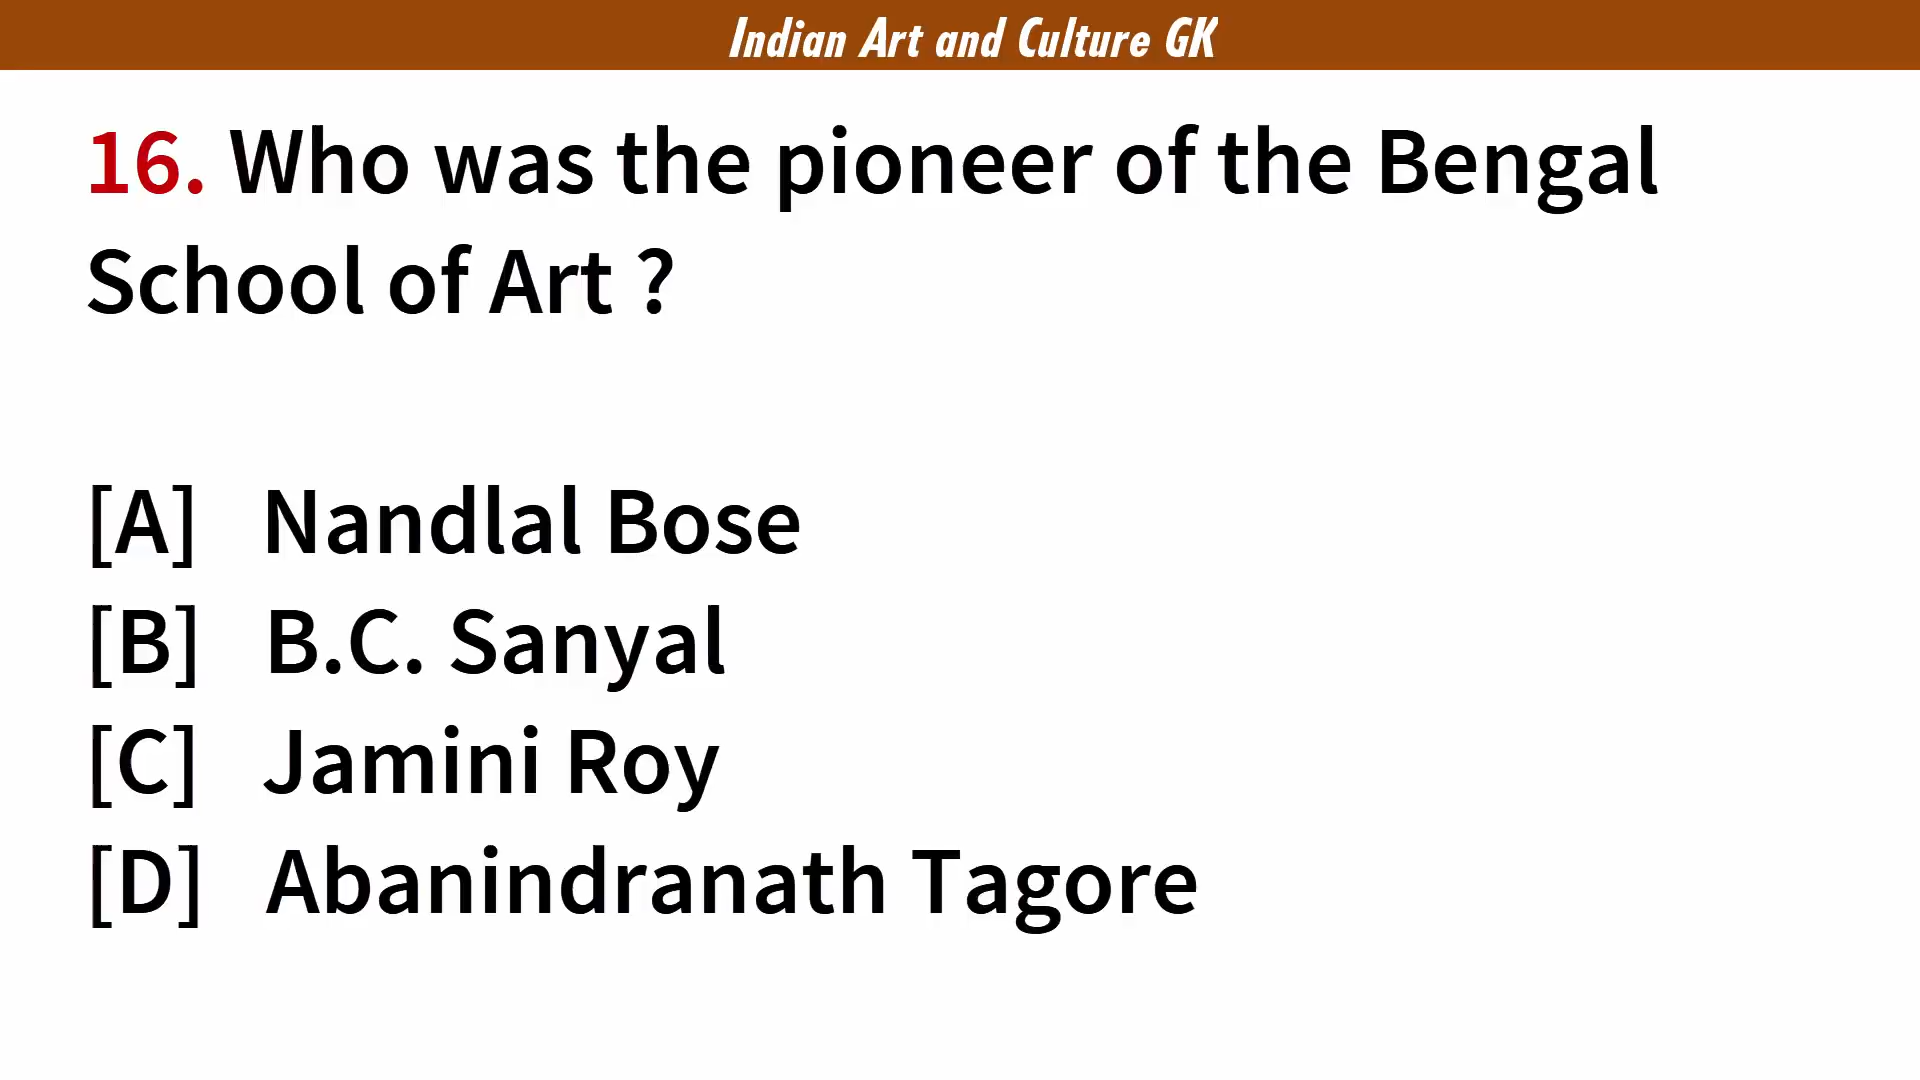 Indian Art and Culture GK
16. Who was the pioneer of the Bengal
School of Art ?
[A] Nandlal Bose
[B] B.C. Sanyal
[C] Jamini Roy
[D] Abanindranath Tagore